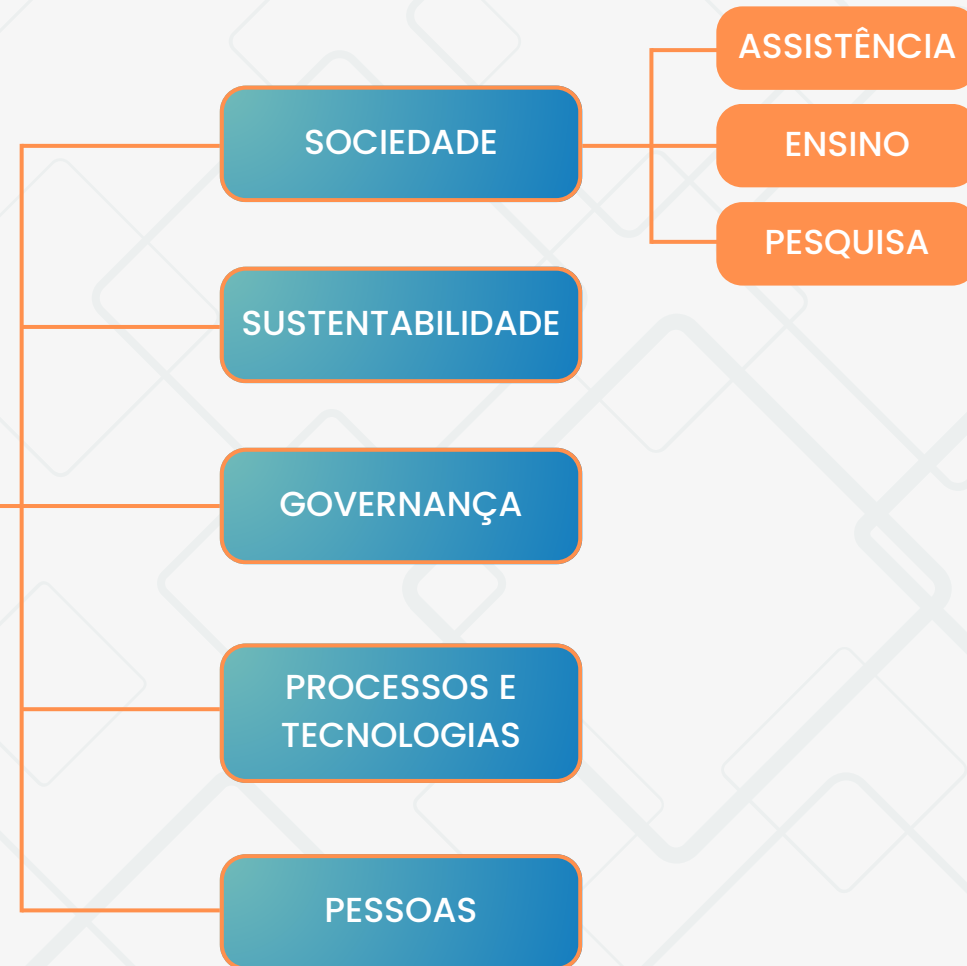 ASSISTÊNCIA
SOCIEDADE
ENSINO
PESQUISA
SUSTENTABILIDADE
GOVERNANÇA
PROCESSOS E
TECNOLOGIAS
PESSOAS